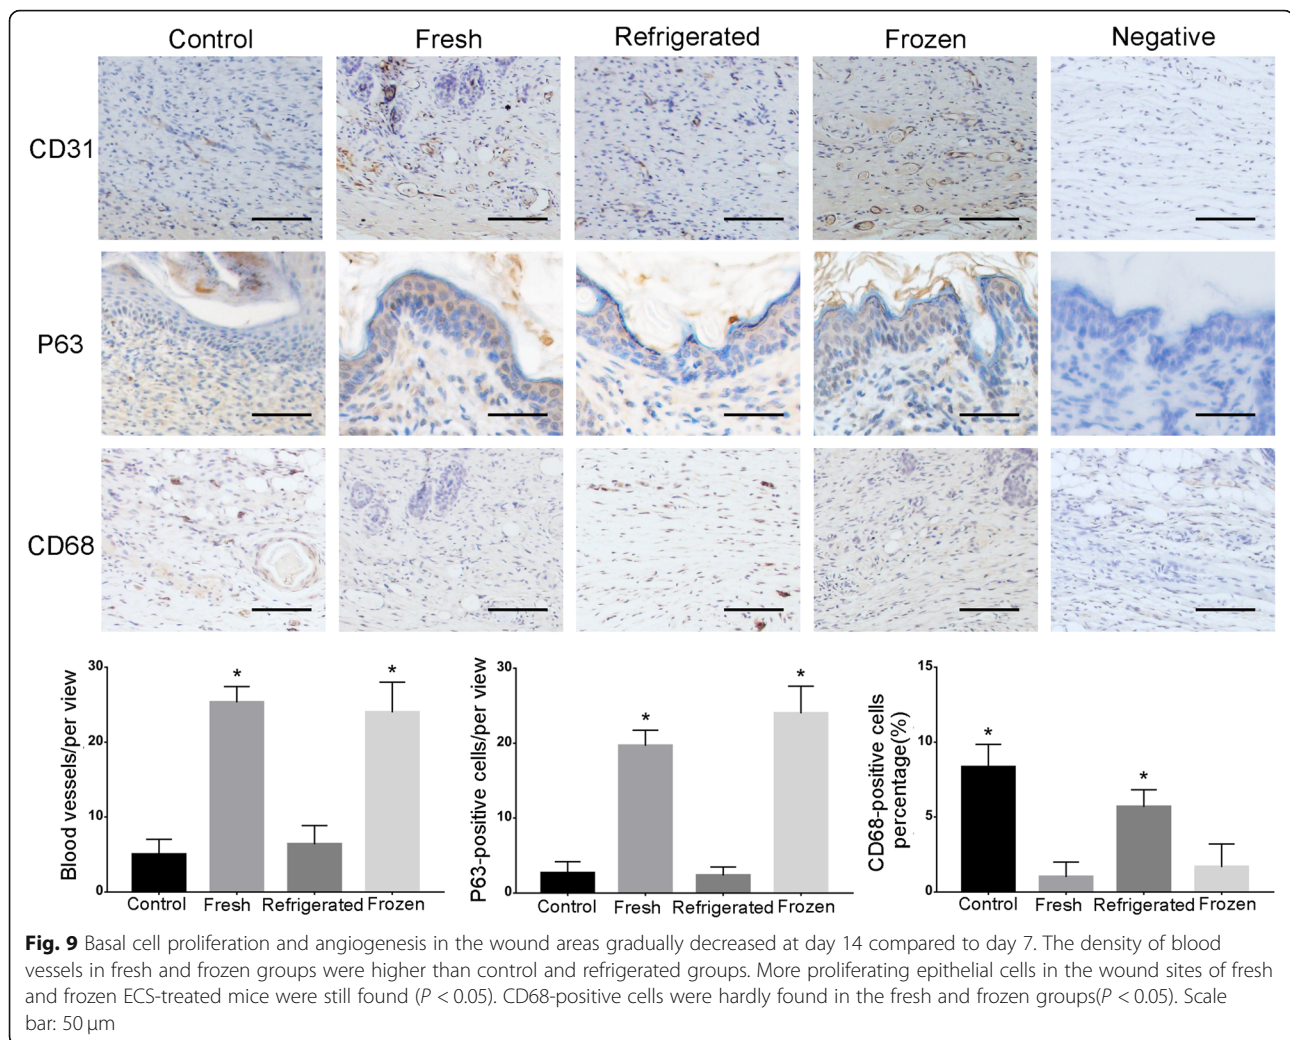 Control Fresh Refrigerated Frozen Negative
CD31
P63
CD68
Blood vessels/per view
30
20
10
0
*
*
Control Fresh Refrigerated Frozen
P63-positive cells/per view
30
20
10
0
*
*
Control Fresh Refrigerated Frozen
CD68-positive cells
percentage(%)
15
10
5
0
*
*
Control Fresh Refrigerated Frozen
Fig. 9 Basal cell proliferation and angiogenesis in the wound areas gradually decreased at day 14 compared to day 7. The density of blood
vessels in fresh and frozen groups were higher than control and refrigerated groups. More proliferating epithelial cells in the wound sites of fresh
and frozen ECS-treated mice were still found (P < 0.05). CD68-positive cells were hardly found in the fresh and frozen groups(P < 0.05). Scale
bar: 50 μm